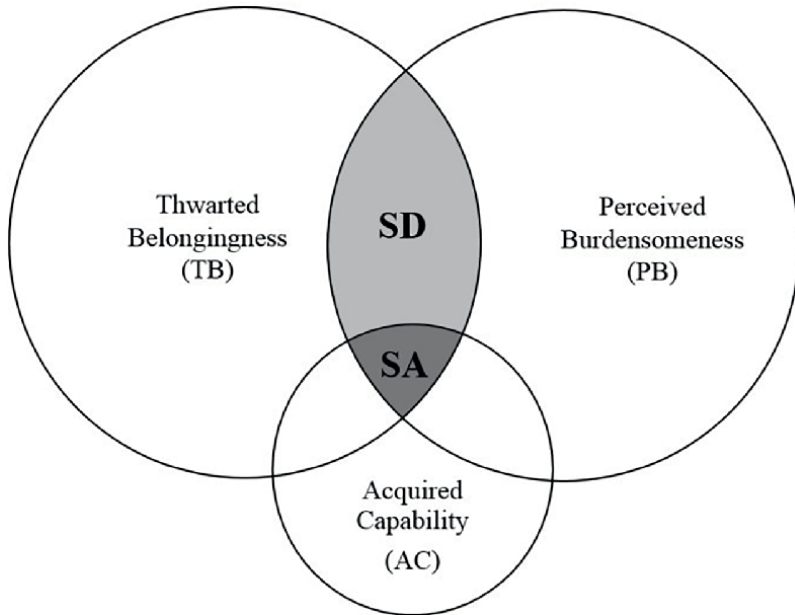 Thwarted
Belongingness
(TB)
SD
Perceived
Burdensomeness
(PB)
SA
Acquired
Capability
(AC)